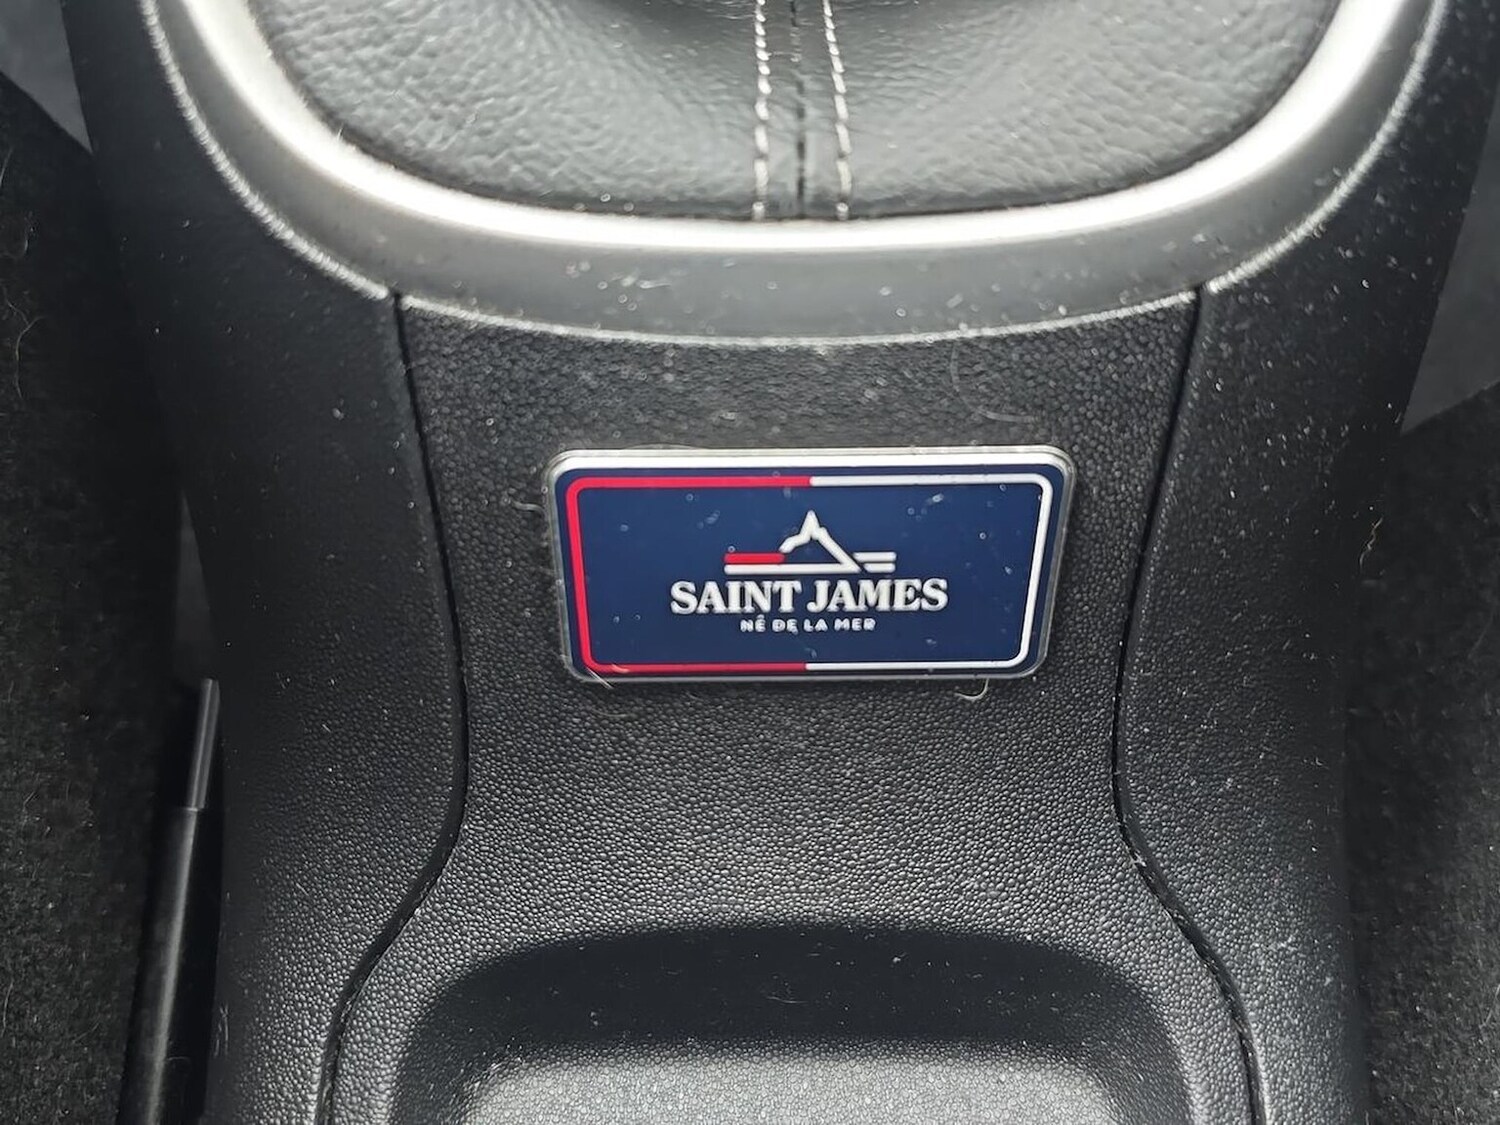 SAINT JAMES
NÉ DE LA MER